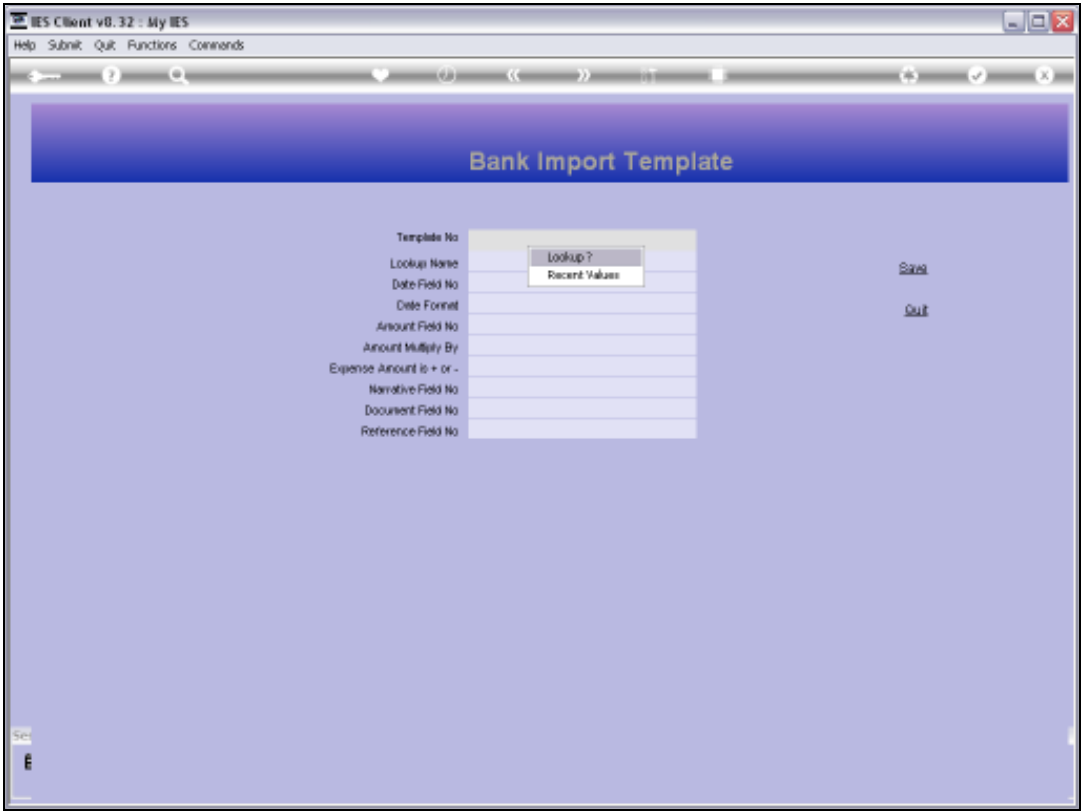 IES Client v8.32 : My IES
Help Submit Quit Functions Commands
Bank Import Template
Template No
Lookup ?
Recent Values
Lookup Name
Date Field No
Date Format
Amount Field No
Amount Multiply By
Expense Amount is + or -
Narrative Field No
Document Field No
Reference Field No
Save
Quit